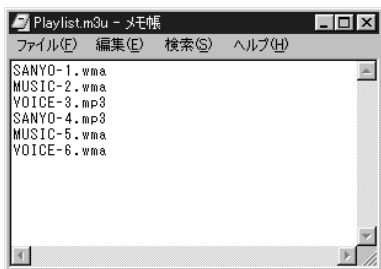 Playlist.m3u - メモ帳
ファイル(F) 編集(E) 検索(S) ヘルプ(H)
SANYO-1.wma
MUSIC-2.wma
VOICE-3.mp3
SANYO-4.mp3
MUSIC-5.wma
VOICE-6.wma